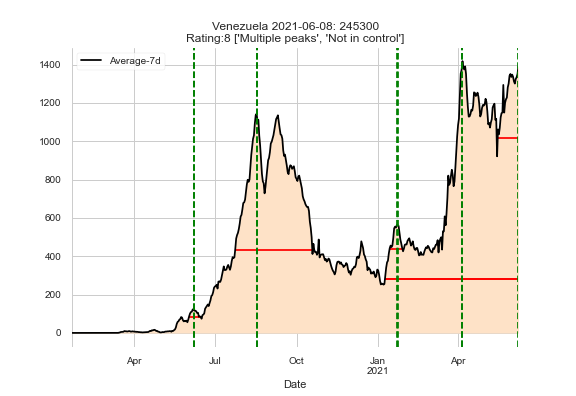 Venezuela 2021-06-08: 245300
Rating:8 ['Multiple peaks', 'Not in control']
Average-7d
1400
1200
1000
800
600
400
200
0
Apr
Jul
Oct
Jan
2021
Apr
Date